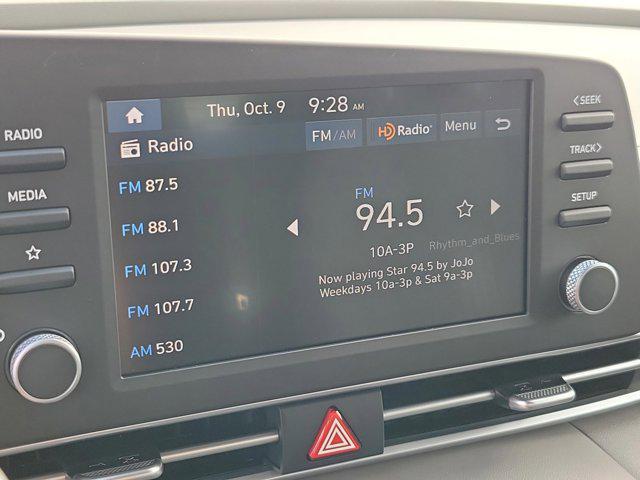 Thu, Oct. 9 9:28 AM
Radio FM/AM HD Radio Menu
FM 87.5
FM 88.1
FM 107.3
FM 107.7
AM 530
FM
94.5
10A-3P Rhythm_and_Blues
Now playing Star 94.5 by JoJo
Weekdays 10a-3p & Sat 9a-3p
RADIO
MEDIA
<SEEK
TRACK>
SETUP